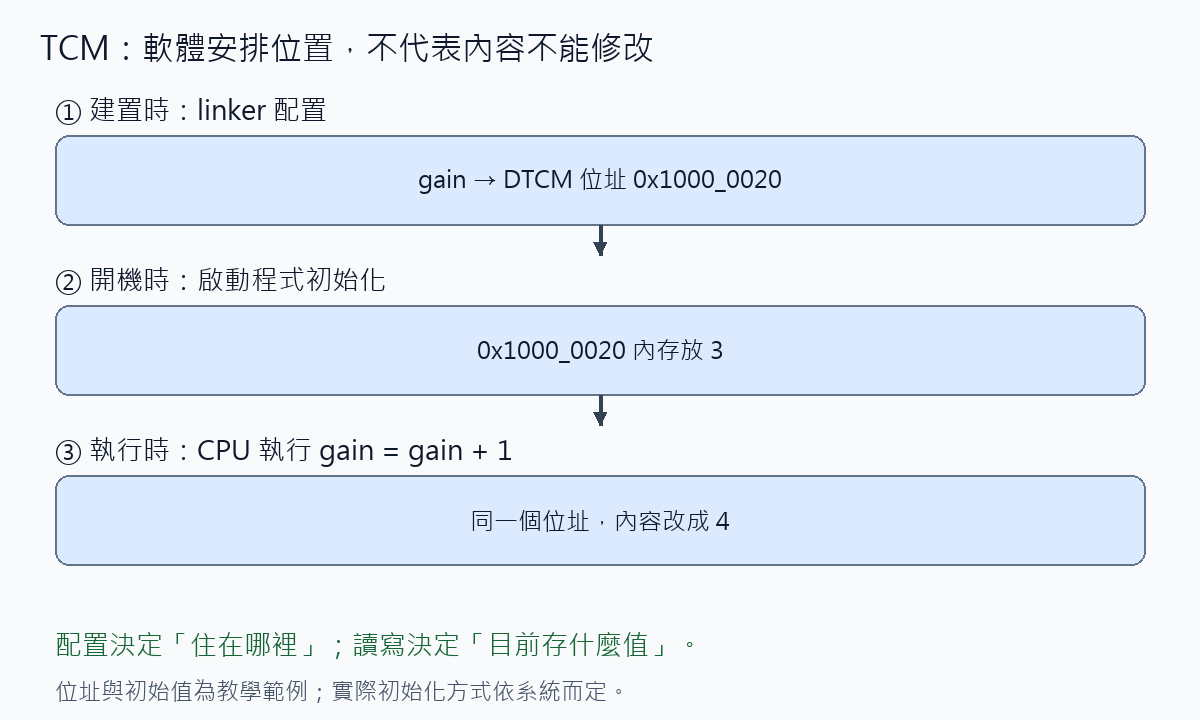 TCM：軟體安排位置，不代表內容不能修改
① 建置時：linker 配置
gain → DTCM 位址 0x1000_0020
② 開機時：啟動程式初始化
0x1000_0020 內存放 3
③ 執行時：CPU 執行 gain = gain + 1
同一個位址，內容改成 4
配置決定「住在哪裡」；讀寫決定「目前存什麼值」。
位址與初始值為教學範例；實際初始化方式依系統而定。